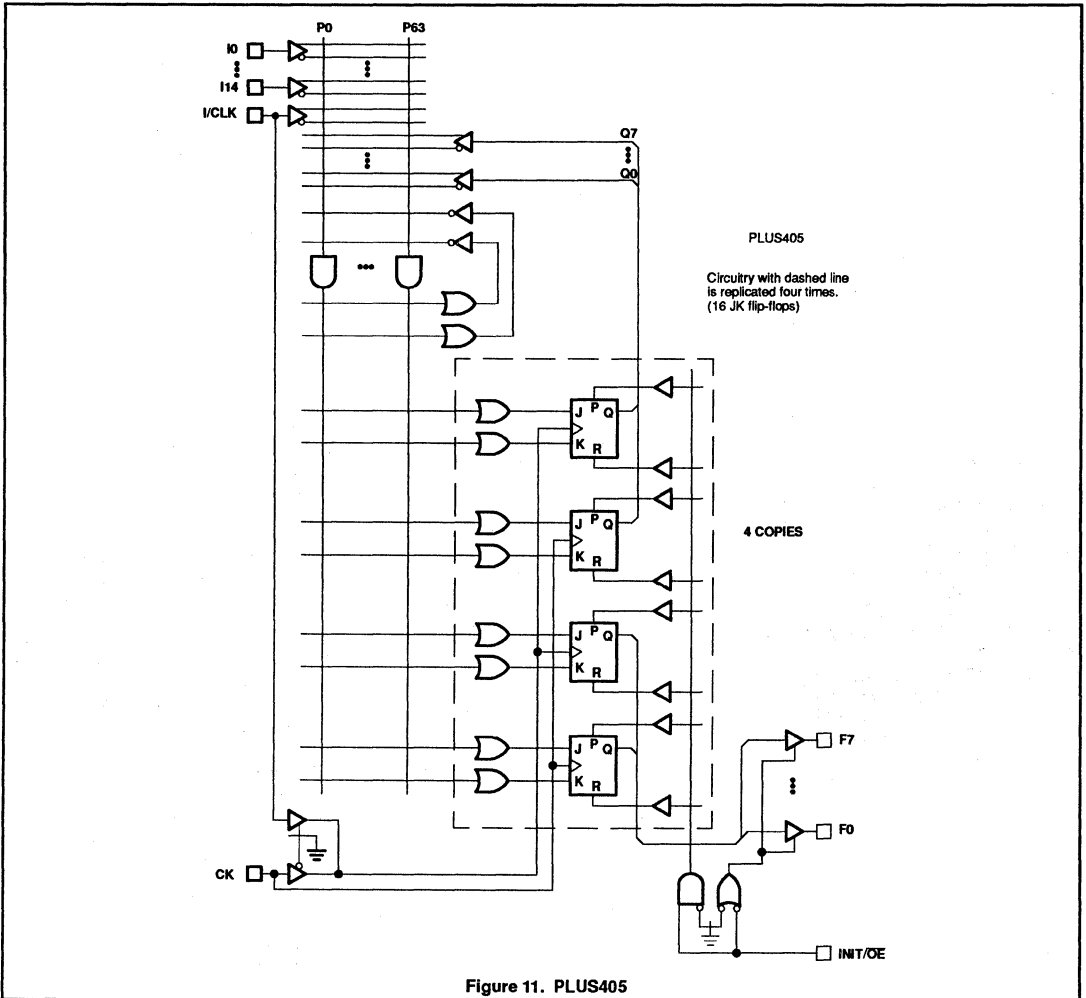 P0 P63
I0
I14
I/CLK
Q7
Q0
PLUS405
Circuitry with dashed line
is replicated four times.
(16 JK flip-flops)
J P Q
K R
J P Q
K R
4 COPIES
J P Q
K R
J P Q
K R
F7
F0
CK
INIT/O̅E̅
Figure 11. PLUS405